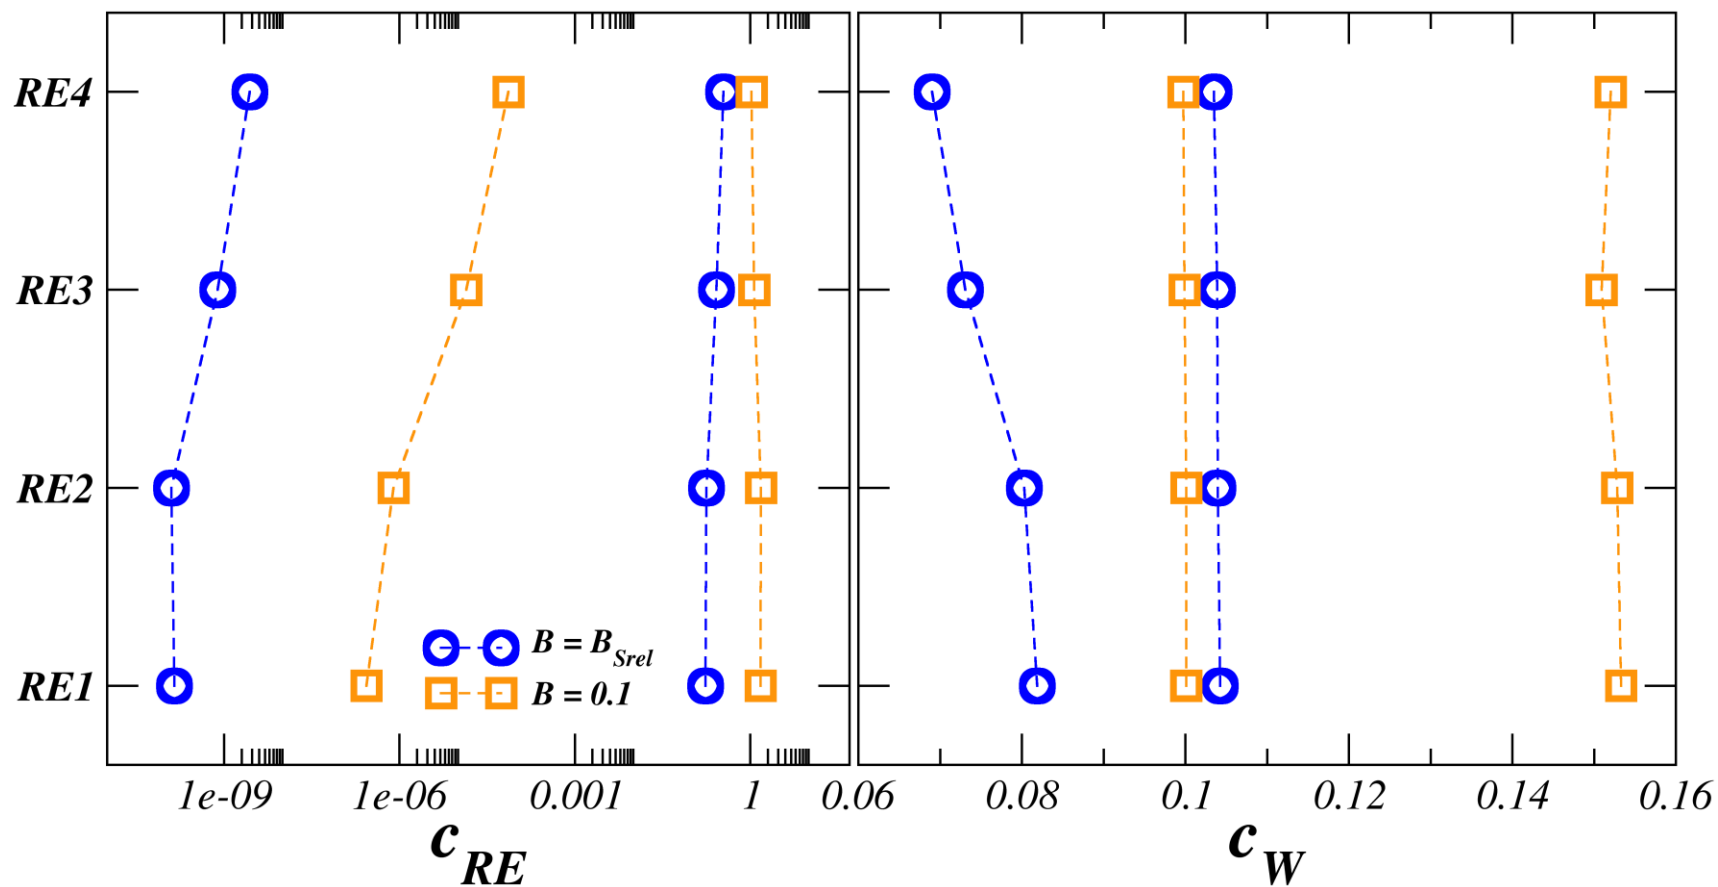 RE4
RE3
RE2
RE1
B = B_Srel
B = 0.1
1e-09 1e-06 0.001 1 0.06 0.08 0.1 0.12 0.14 0.16
c_RE c_W